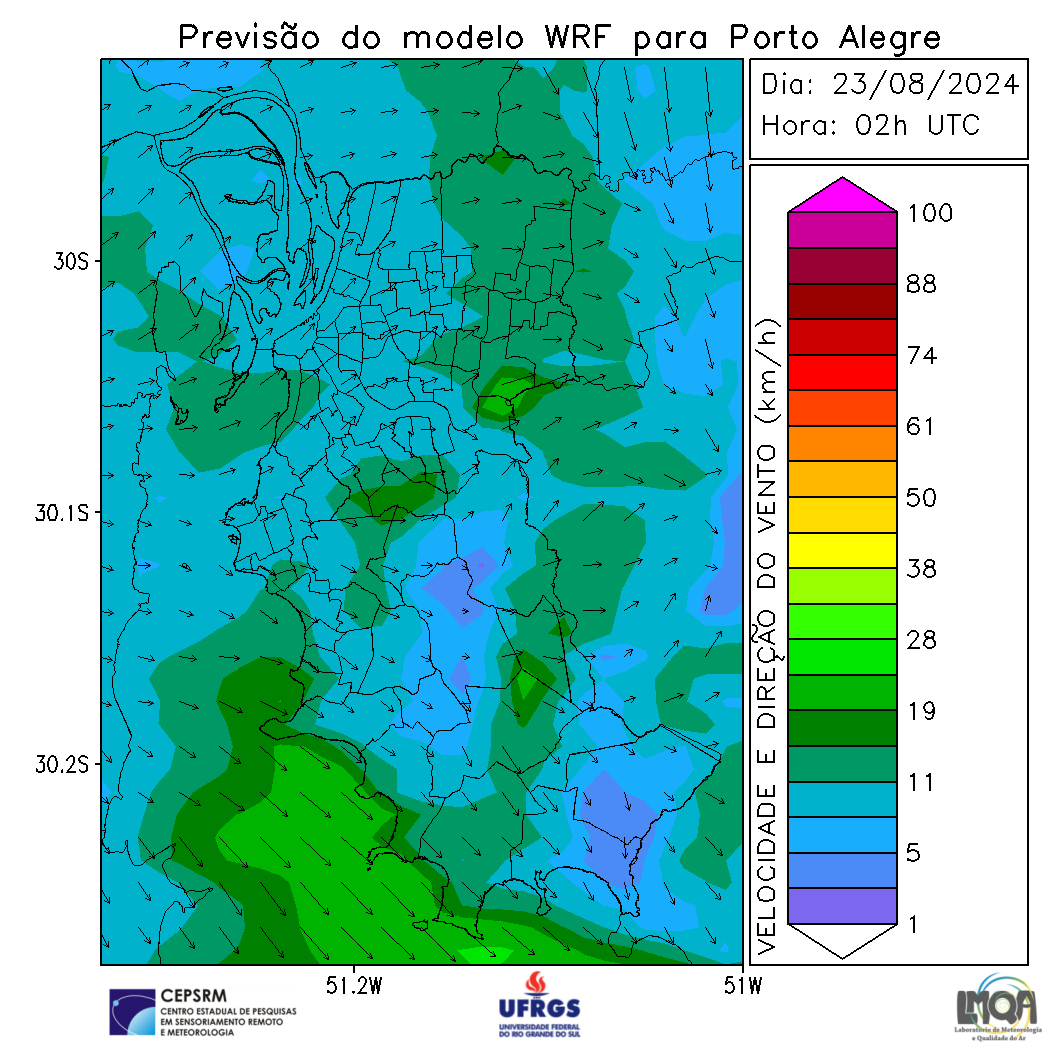 Previsão do modelo WRF para Porto Alegre
Dia: 23/08/2024
Hora: 02h UTC
30S
30.1S
30.2S
51.2W
51W
VELOCIDADE E DIREÇÃO DO VENTO (km/h)
100
88
74
61
50
38
28
19
11
5
1
CEPSRM
CENTRO ESTADUAL DE PESQUISAS
EM SENSORIAMENTO REMOTO
E METEOROLOGIA
UFRGS
UNIVERSIDADE FEDERAL
DO RIO GRANDE DO SUL
LMQA
Laboratório de Meteorologia
e Qualidade do Ar